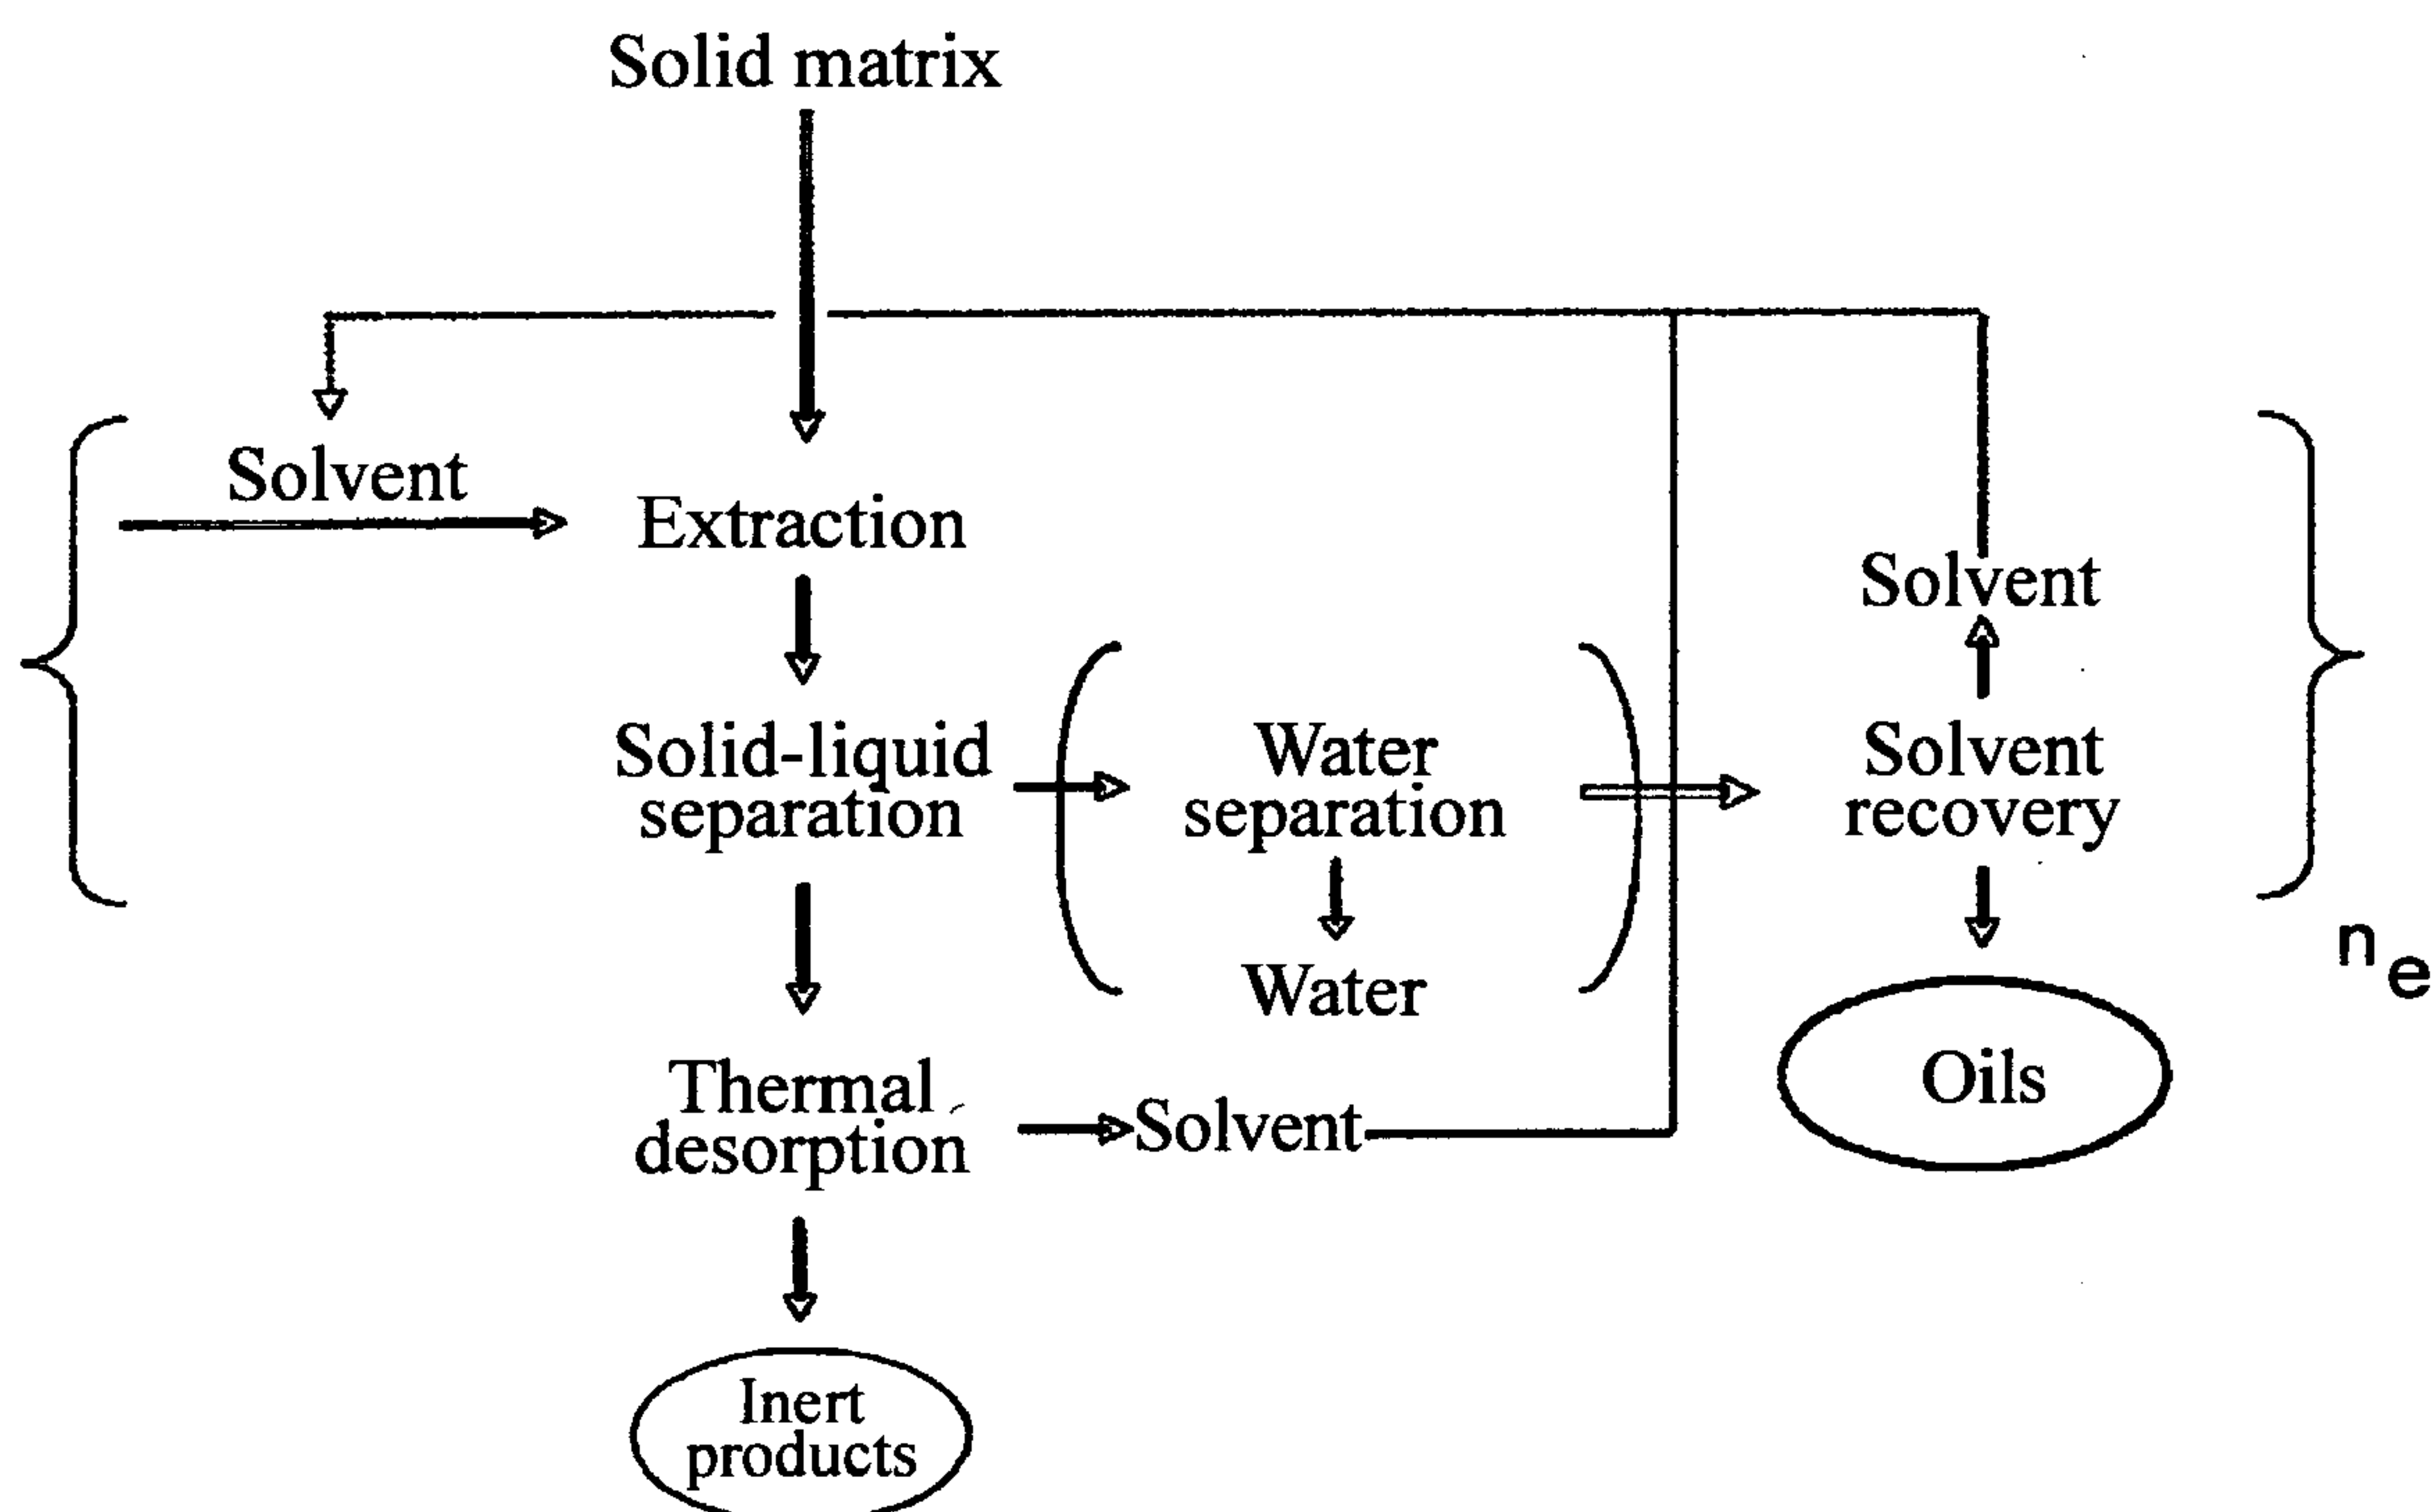 Solid matrix
Solvent
Extraction
Solvent
Solid-liquid
separation
Water
separation
Solvent
recovery
Water
n e
Oils
Thermal
desorption
Solvent
Inert
products